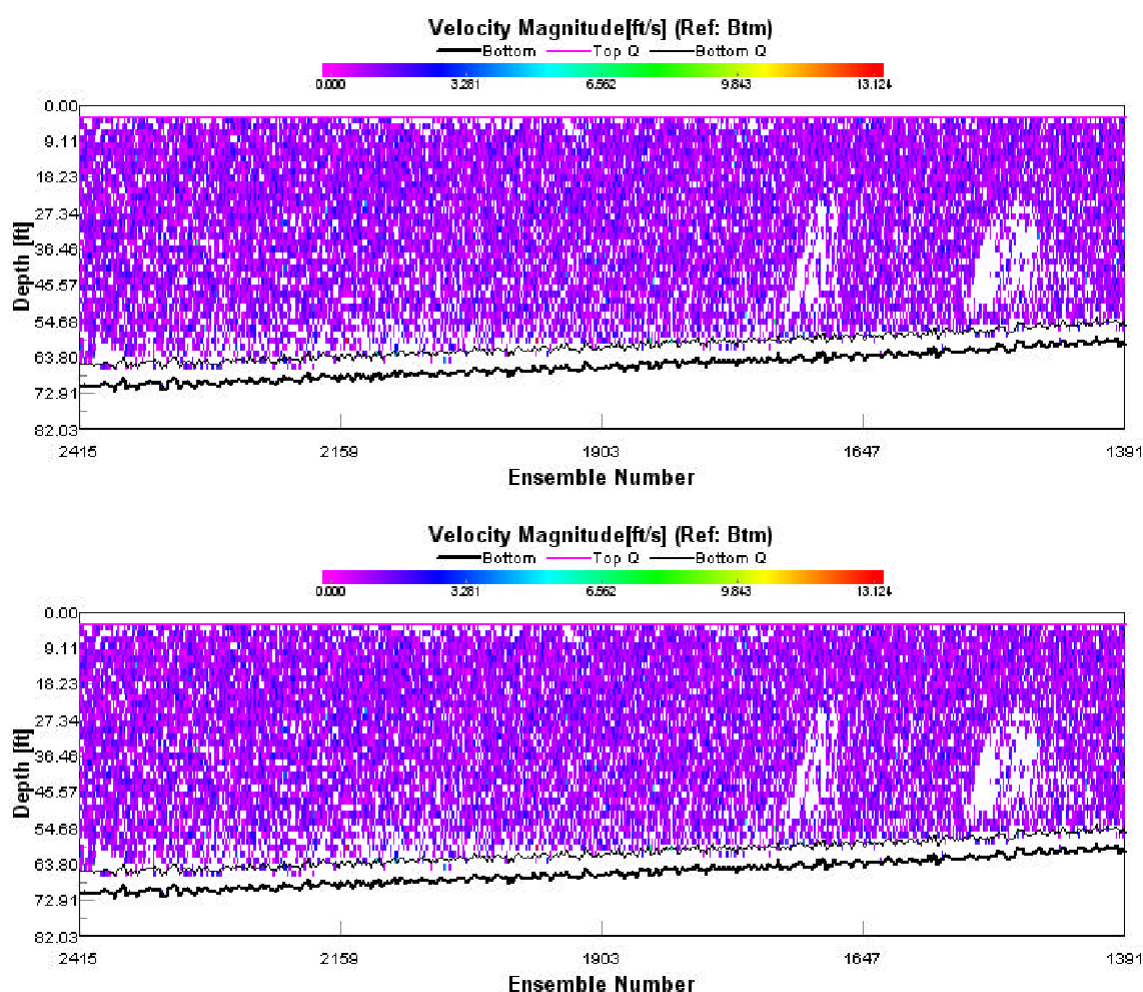 Velocity Magnitude[ft/s] (Ref: Btm)
Bottom Top Q Bottom Q
0.000 3.281 6.562 9.843 13.124
0.00
9.11
18.23
27.34
36.46
45.57
54.68
63.80
72.91
82.03
Depth [ft]
2415 2159 1903 1647 1391
Ensemble Number
Velocity Magnitude[ft/s] (Ref: Btm)
Bottom Top Q Bottom Q
0.000 3.281 6.562 9.843 13.124
0.00
9.11
18.23
27.34
36.46
45.57
54.68
63.80
72.91
82.03
Depth [ft]
2415 2159 1903 1647 1391
Ensemble Number